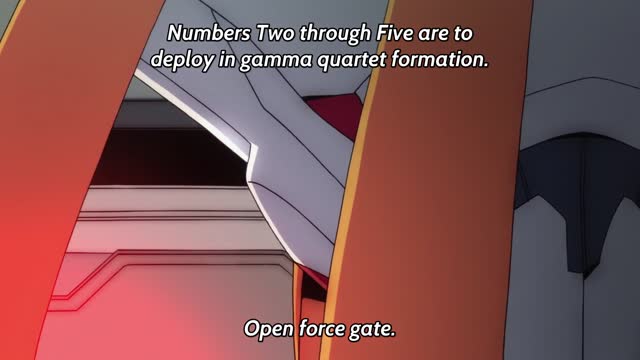 Numbers Two through Five are to
deploy in gamma quartet formation.
Open force gate.